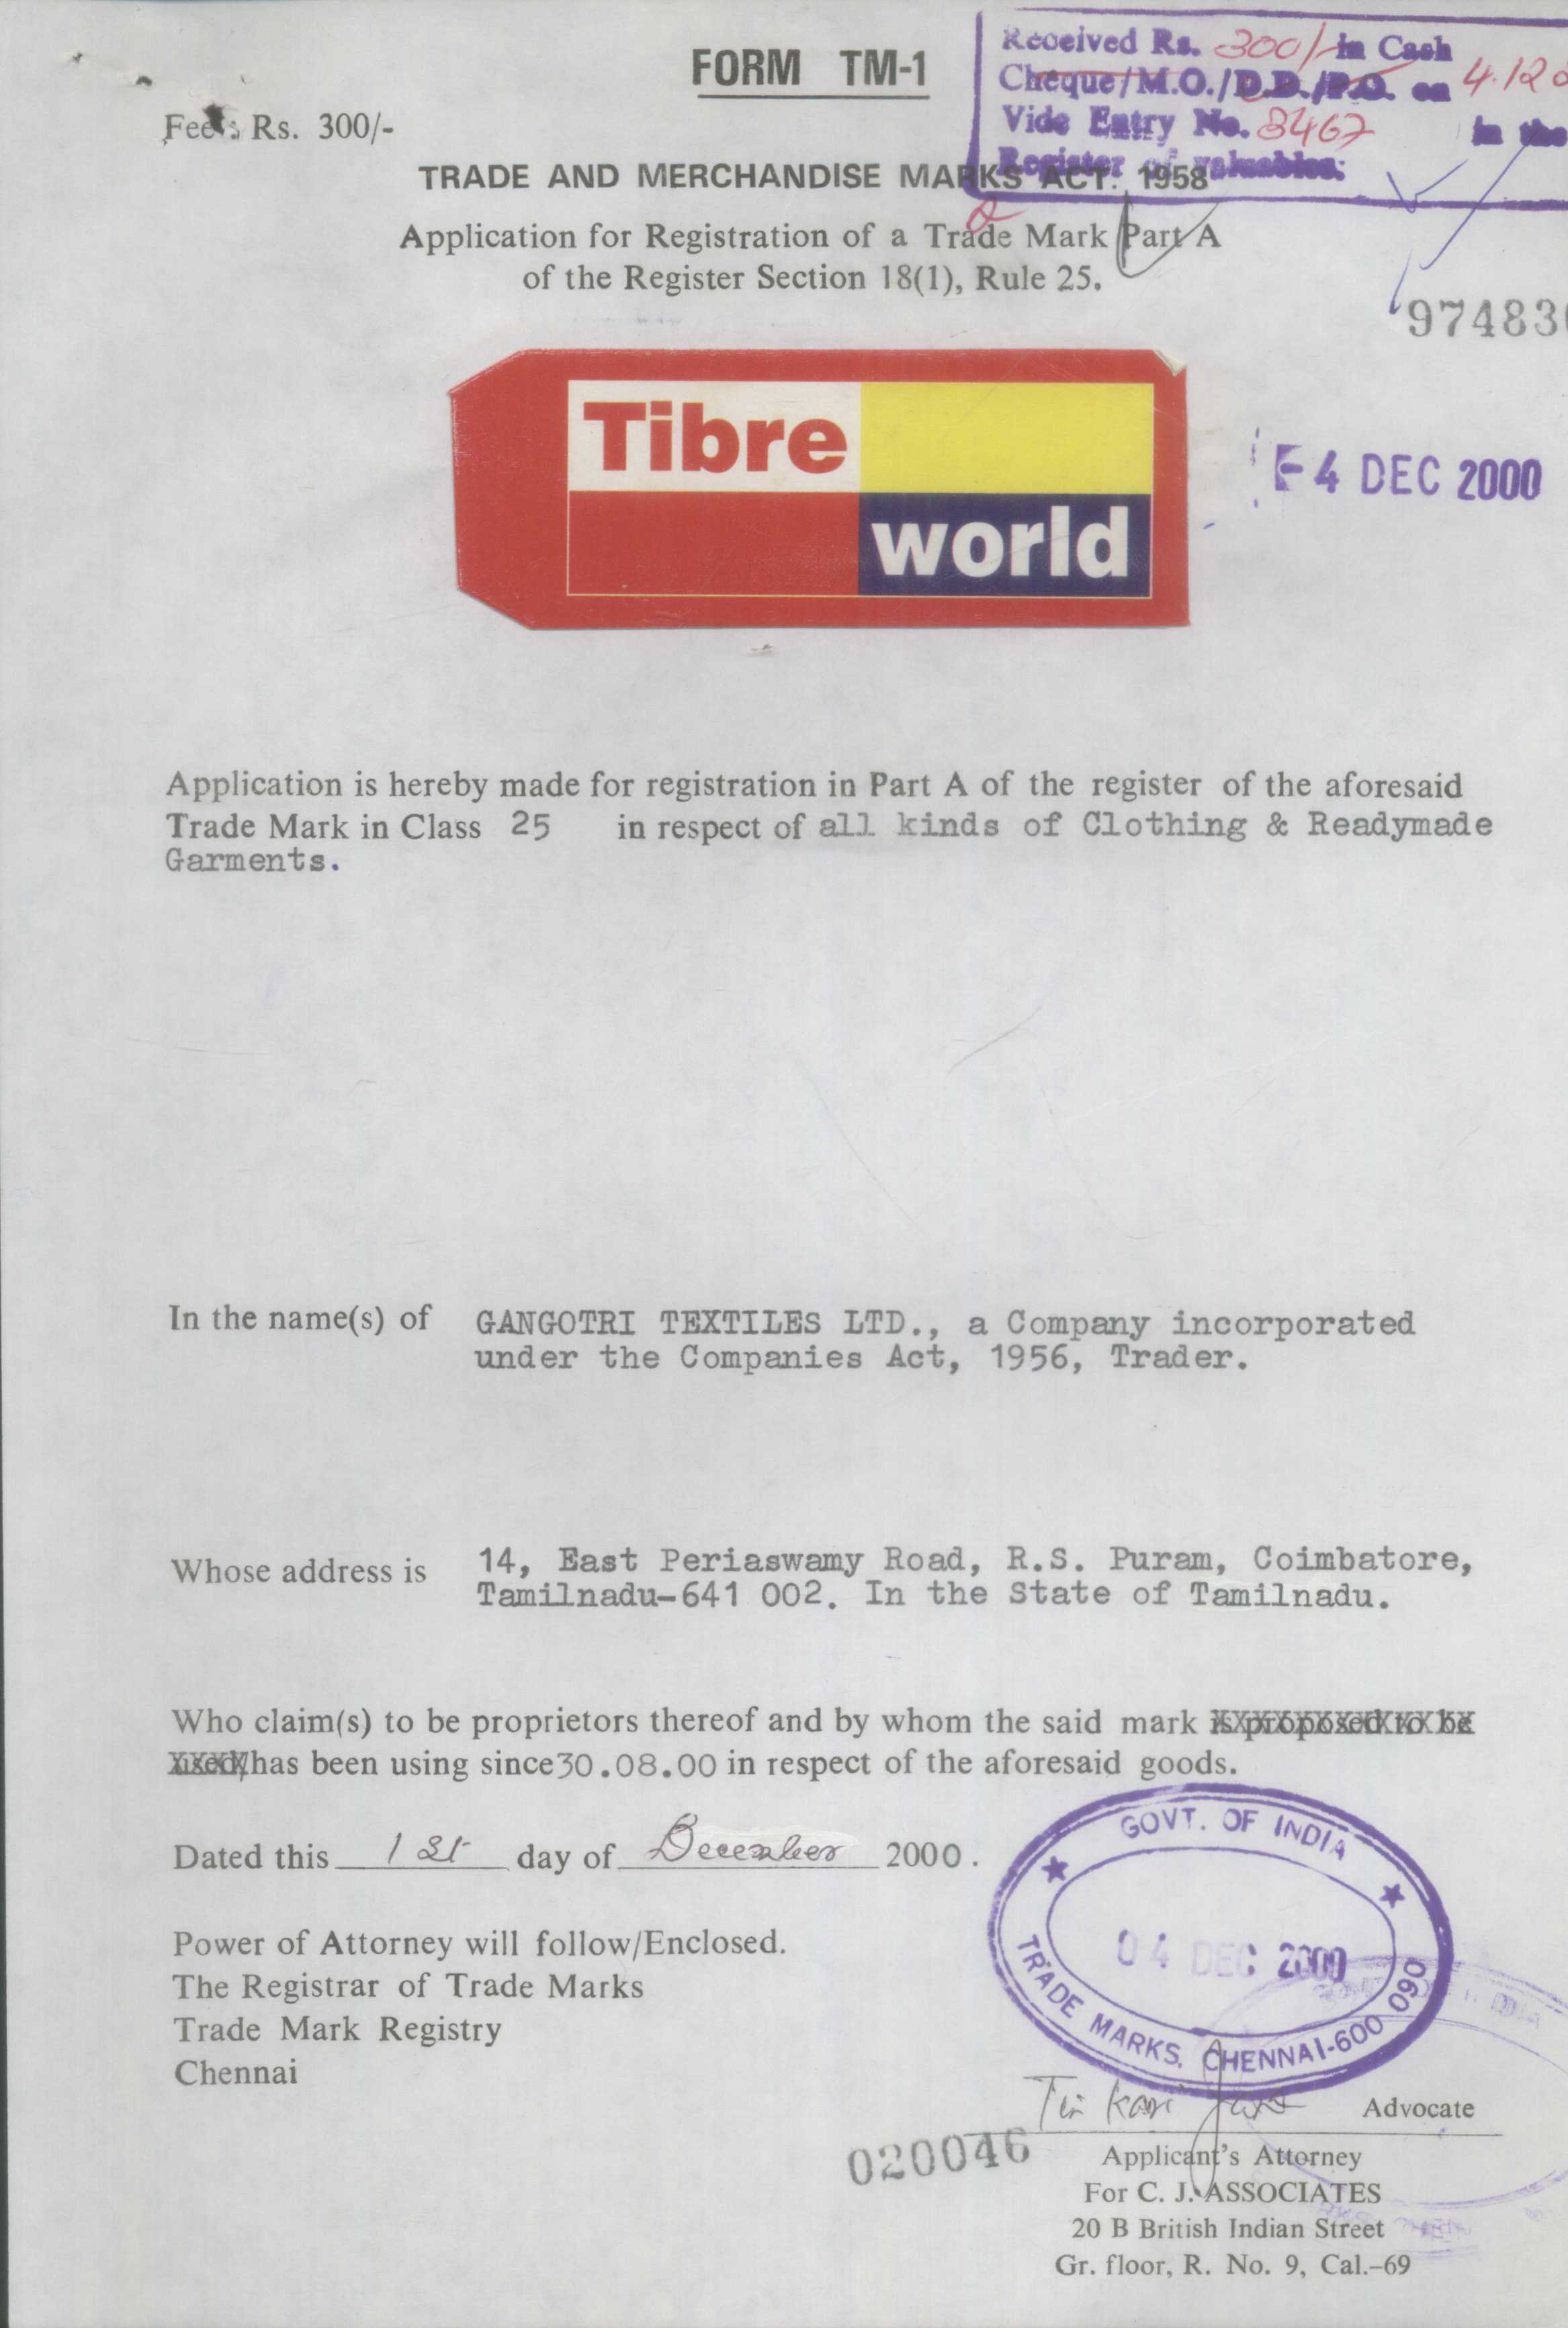 FORM TM-1
Received Rs. 300/- in Cash
Cheque/M.O./D.D./P.O. on 4.12
Vide Entry No. 8467 in the
Register of valuables.
Fee : Rs. 300/-
TRADE AND MERCHANDISE MARKS ACT. 1958
Application for Registration of a Trade Mark Part A
of the Register Section 18(1), Rule 25.
97483
Tibre
world
4 DEC 2000
Application is hereby made for registration in Part A of the register of the aforesaid
Trade Mark in Class 25 in respect of all kinds of Clothing & Readymade
Garments.
In the name(s) of GANGOTRI TEXTILES LTD., a Company incorporated
under the Companies Act, 1956, Trader.
Whose address is 14, East Periaswamy Road, R.S. Puram, Coimbatore,
Tamilnadu-641 002. In the State of Tamilnadu.
Who claim(s) to be proprietors thereof and by whom the said mark is proposed to be
used/has been using since 30.08.00 in respect of the aforesaid goods.
Dated this 1st day of December 2000.
GOVT. OF INDIA
04 DEC 2000
TRADE MARKS. CHENNAI-600 090
Power of Attorney will follow/Enclosed.
The Registrar of Trade Marks
Trade Mark Registry
Chennai
Advocate
020046
Applicant's Attorney
For C. J. ASSOCIATES
20 B British Indian Street
Gr. floor, R. No. 9, Cal.-69